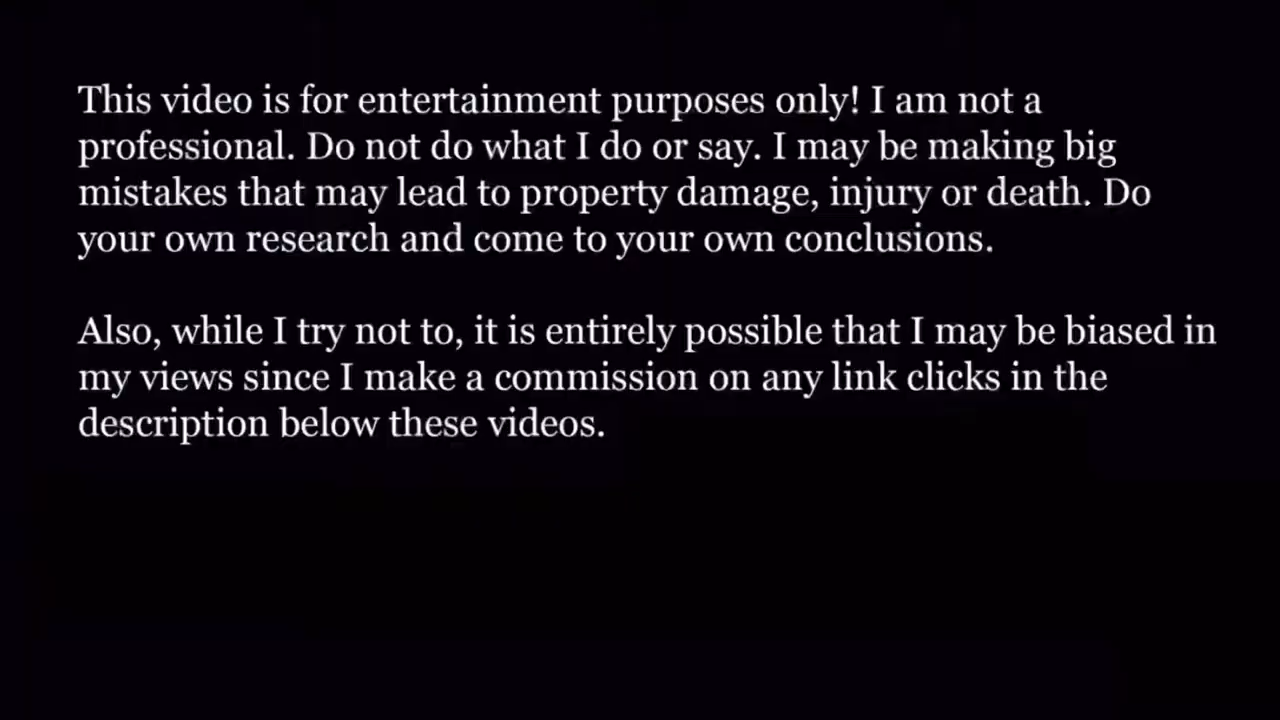 This video is for entertainment purposes only! I am not a
professional. Do not do what I do or say. I may be making big
mistakes that may lead to property damage, injury or death. Do
your own research and come to your own conclusions.
Also, while I try not to, it is entirely possible that I may be biased in
my views since I make a commission on any link clicks in the
description below these videos.